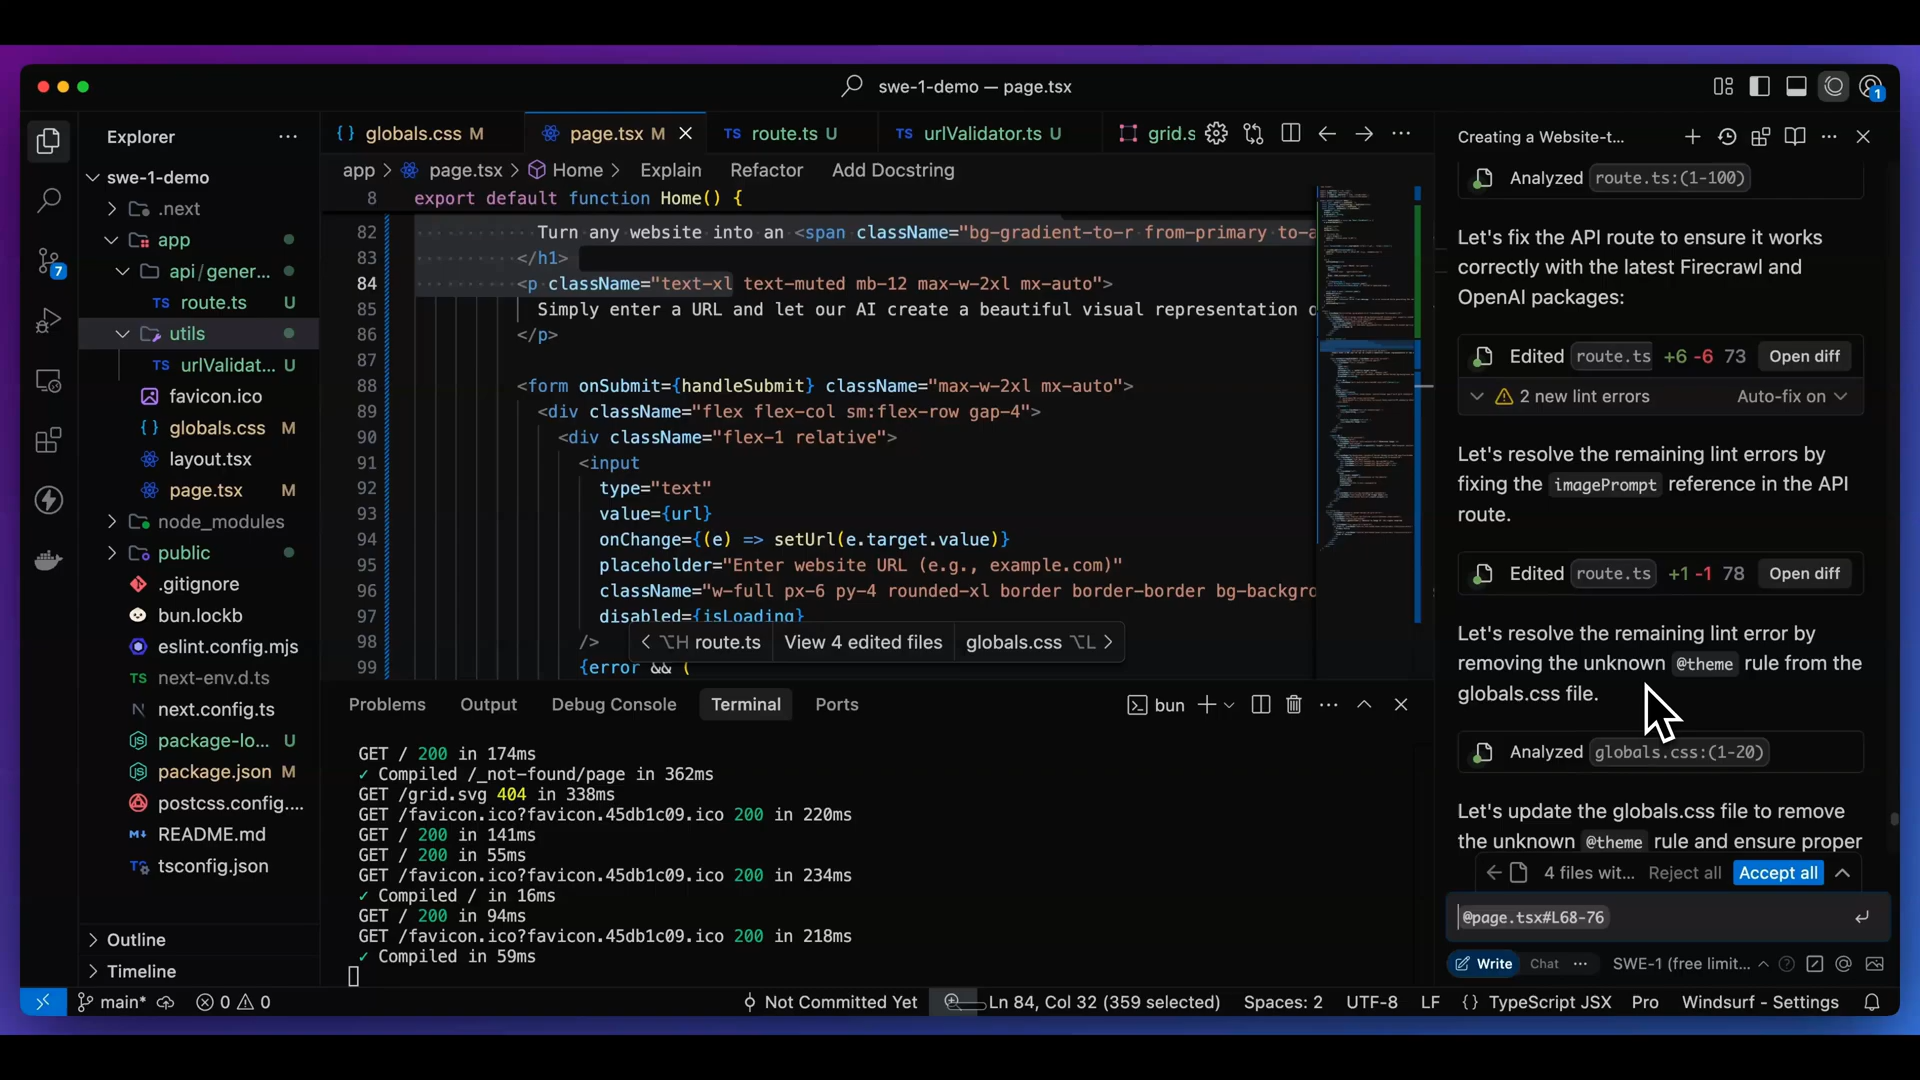 swe-1-demo — page.tsx
1
Explorer
swe-1-demo
.next
app
api/gener...
TS route.ts U
utils
TS urlValidat... U
favicon.ico
{} globals.css M
layout.tsx
page.tsx M
node_modules
public
.gitignore
bun.lockb
eslint.config.mjs
TS next-env.d.ts
next.config.ts
package-lo... U
package.json M
postcss.config....
README.md
tsconfig.json
Outline
Timeline
7
{} globals.css M
page.tsx M
TS route.ts U
TS urlValidator.ts U
grid.s
app > page.tsx > Home > Explain Refactor Add Docstring
8 export default function Home() {
82 Turn any website into an <span className="bg-gradient-to-r from-primary to-a
83 </h1>
84 <p className="text-xl text-muted mb-12 max-w-2xl mx-auto">
85 Simply enter a URL and let our AI create a beautiful visual representation o
86 </p>
87
88 <form onSubmit={handleSubmit} className="max-w-2xl mx-auto">
89 <div className="flex flex-col sm:flex-row gap-4">
90 <div className="flex-1 relative">
91 <input
92 type="text"
93 value={url}
94 onChange={(e) => setUrl(e.target.value)}
95 placeholder="Enter website URL (e.g., example.com)"
96 className="w-full px-6 py-4 rounded-xl border border-border bg-backgro
97 disabled={isLoading}
98 />
99 {error && (
< ⌥H route.ts View 4 edited files globals.css ⌥L >
Problems Output Debug Console Terminal Ports
bun
GET / 200 in 174ms
✓ Compiled /_not-found/page in 362ms
GET /grid.svg 404 in 338ms
GET /favicon.ico?favicon.45db1c09.ico 200 in 220ms
GET / 200 in 141ms
GET / 200 in 55ms
GET /favicon.ico?favicon.45db1c09.ico 200 in 234ms
✓ Compiled / in 16ms
GET / 200 in 94ms
GET /favicon.ico?favicon.45db1c09.ico 200 in 218ms
✓ Compiled in 59ms
Creating a Website-t...
Analyzed route.ts:(1-100)
Let's fix the API route to ensure it works
correctly with the latest Firecrawl and
OpenAI packages:
Edited route.ts +6 -6 73 Open diff
2 new lint errors Auto-fix on
Let's resolve the remaining lint errors by
fixing the imagePrompt reference in the API
route.
Edited route.ts +1 -1 78 Open diff
Let's resolve the remaining lint error by
removing the unknown @theme rule from the
globals.css file.
Analyzed globals.css:(1-20)
Let's update the globals.css file to remove
the unknown @theme rule and ensure proper
4 files wit... Reject all Accept all
@page.tsx#L68-76
Write Chat ... SWE-1 (free limit...
main* 0 0
Not Committed Yet
Ln 84, Col 32 (359 selected) Spaces: 2 UTF-8 LF {} TypeScript JSX Pro Windsurf - Settings